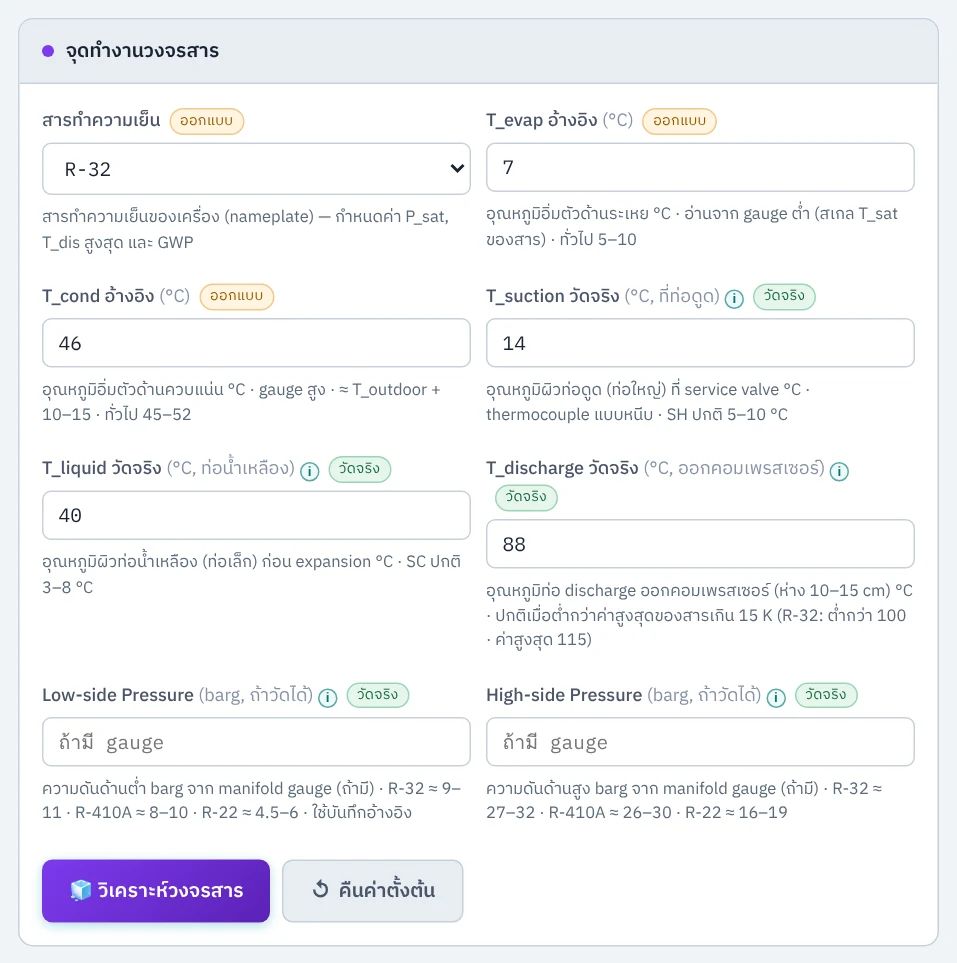 จุดทำงานวงจรสาร
สารทำความเย็น ออกแบบ
R-32
สารทำความเย็นของเครื่อง (nameplate) — กำหนดค่า P_sat,
T_dis สูงสุด และ GWP
T_evap อ้างอิง (°C) ออกแบบ
7
อุณหภูมิอิ่มตัวด้านระเหย °C · อ่านจาก gauge ต่ำ (สเกล T_sat
ของสาร) · ทั่วไป 5–10
T_cond อ้างอิง (°C) ออกแบบ
46
อุณหภูมิอิ่มตัวด้านควบแน่น °C · gauge สูง · ≈ T_outdoor +
10–15 · ทั่วไป 45–52
T_suction วัดจริง (°C, ที่ท่อดูด) i วัดจริง
14
อุณหภูมิผิวท่อดูด (ท่อใหญ่) ที่ service valve °C ·
thermocouple แบบหนีบ · SH ปกติ 5–10 °C
T_liquid วัดจริง (°C, ท่อน้ำเหลือง) i วัดจริง
40
อุณหภูมิผิวท่อน้ำเหลือง (ท่อเล็ก) ก่อน expansion °C · SC ปกติ
3–8 °C
T_discharge วัดจริง (°C, ออกคอมเพรสเซอร์) i
วัดจริง
88
อุณหภูมิท่อ discharge ออกคอมเพรสเซอร์ (ห่าง 10–15 cm) °C
· ปกติเมื่อต่ำกว่าค่าสูงสุดของสารเกิน 15 K (R-32: ต่ำกว่า 100
· ค่าสูงสุด 115)
Low-side Pressure (barg, ถ้าวัดได้) i วัดจริง
ถ้ามี gauge
ความดันด้านต่ำ barg จาก manifold gauge (ถ้ามี) · R-32 ≈ 9–
11 · R-410A ≈ 8–10 · R-22 ≈ 4.5–6 · ใช้บันทึกอ้างอิง
High-side Pressure (barg, ถ้าวัดได้) i วัดจริง
ถ้ามี gauge
ความดันด้านสูง barg จาก manifold gauge (ถ้ามี) · R-32 ≈
27–32 · R-410A ≈ 26–30 · R-22 ≈ 16–19
วิเคราะห์วงจรสาร
คืนค่าตั้งต้น